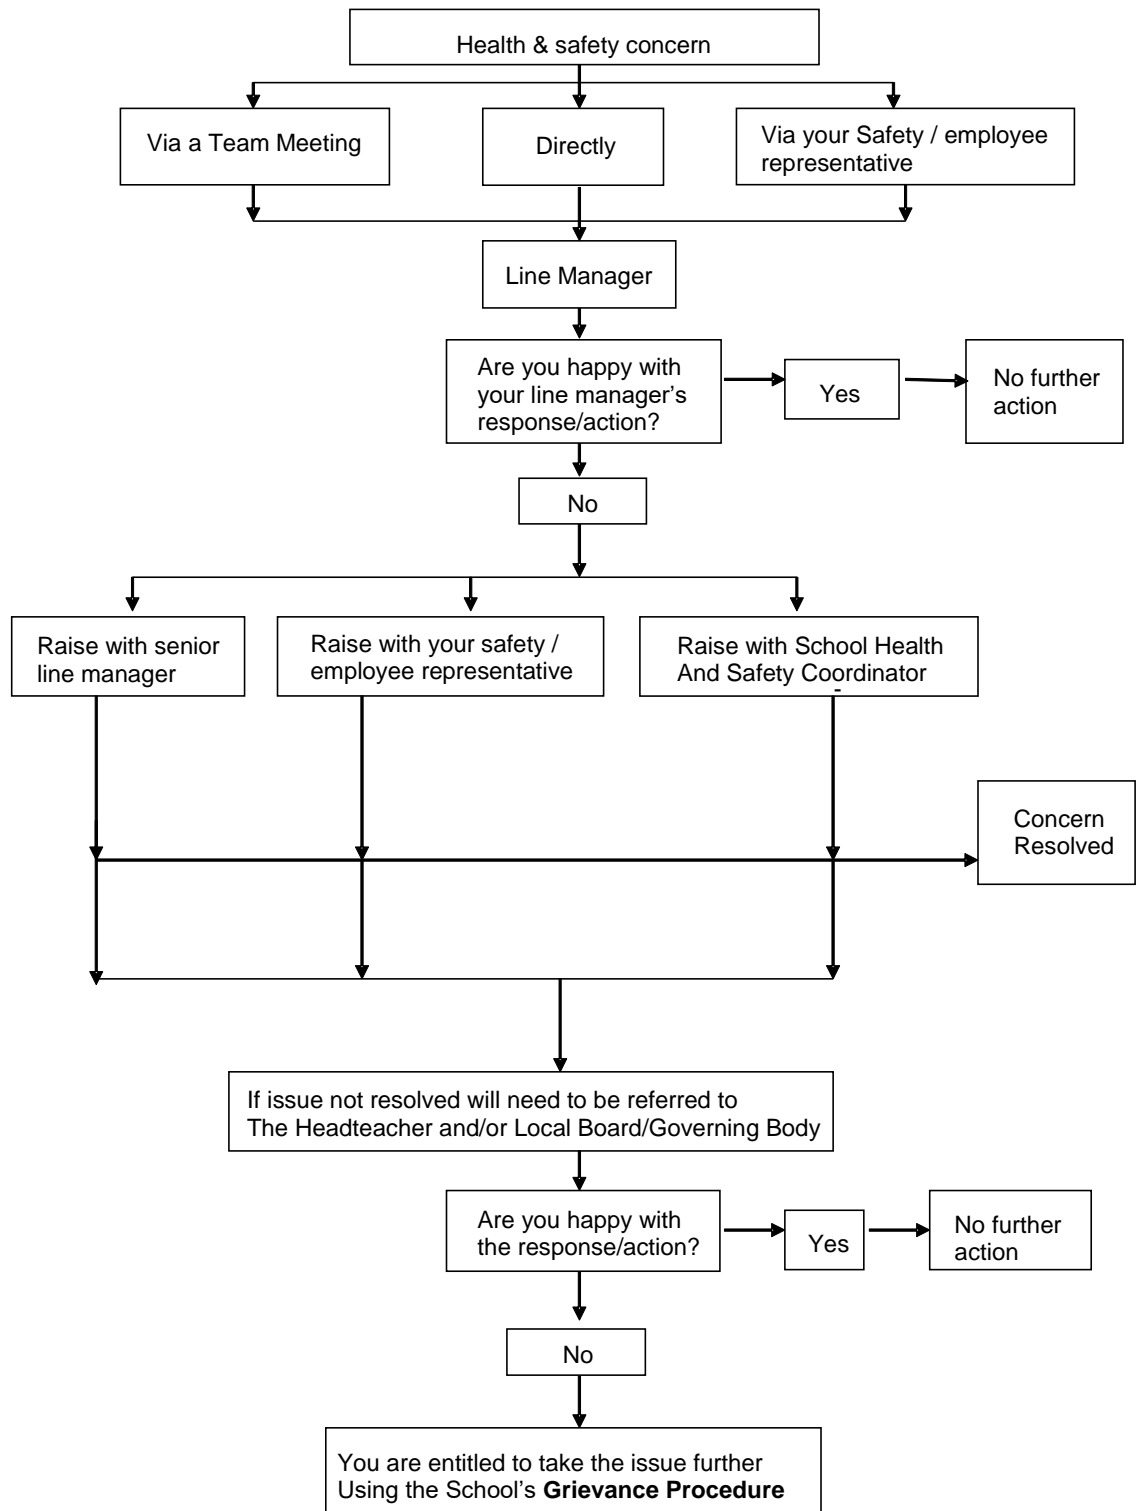 Health & safety concern
Via a Team Meeting
Directly
Via your Safety / employee
representative
Line Manager
Are you happy with
your line manager’s
response/action?
Yes
No further
action
No
Raise with senior
line manager
Raise with your safety /
employee representative
Raise with School Health
And Safety Coordinator
-
Concern
Resolved
If issue not resolved will need to be referred to
The Headteacher and/or Local Board/Governing Body
Are you happy with
the response/action?
Yes
No further
action
No
You are entitled to take the issue further
Using the School’s Grievance Procedure